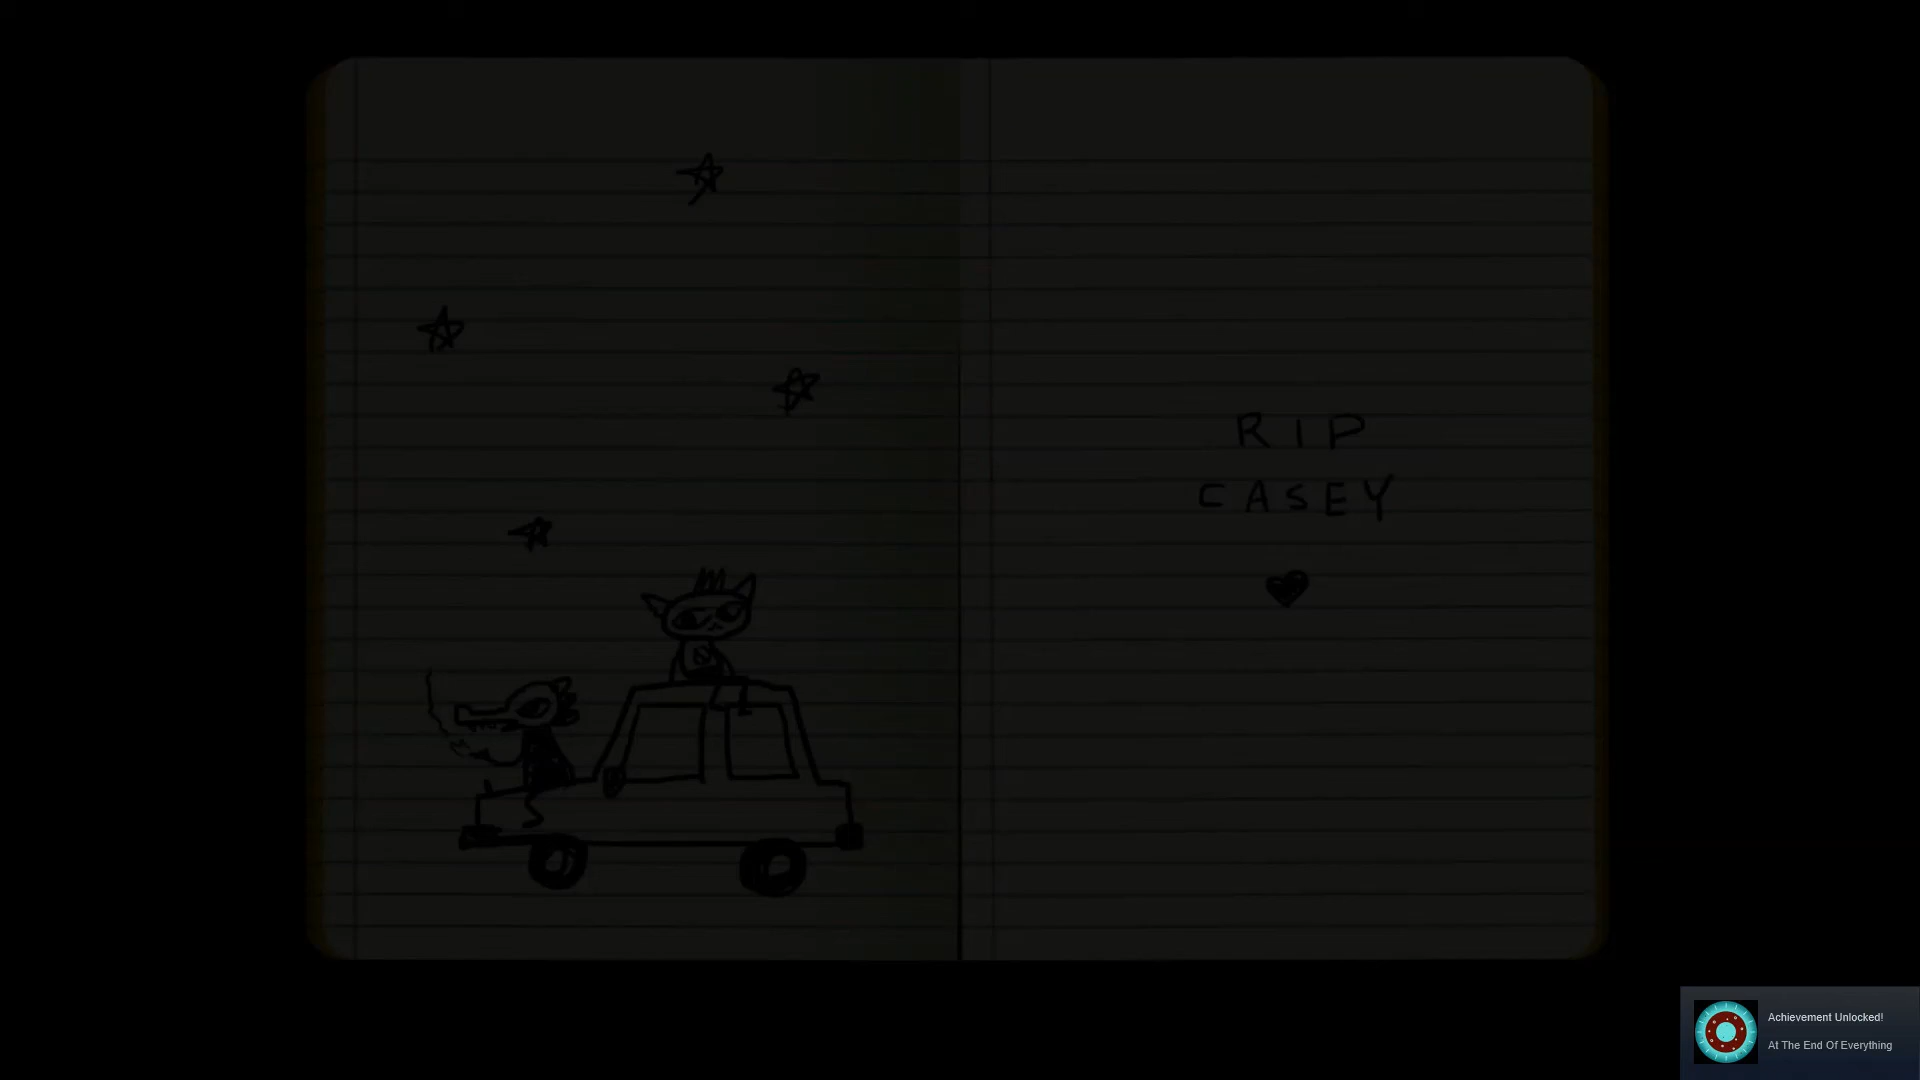 RIP
CASEY
Achievement Unlocked!
At The End Of Everything